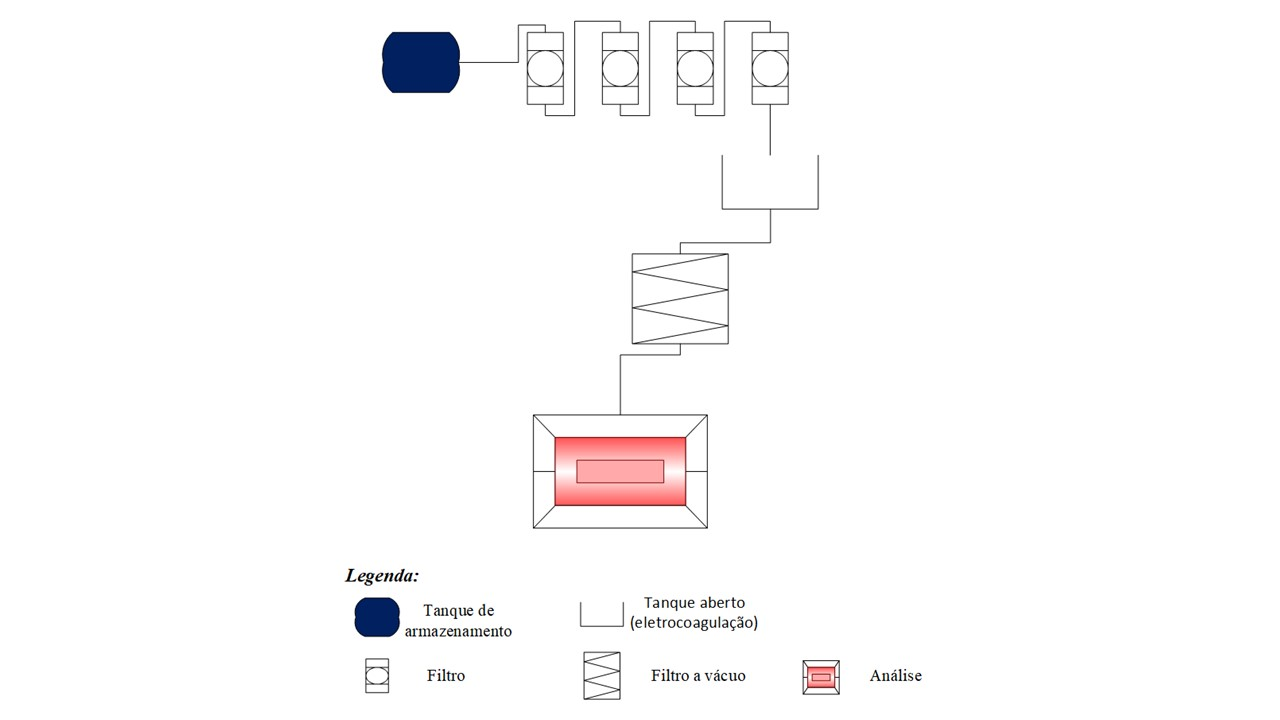 Legenda:
Tanque de
armazenamento
Tanque aberto
(eletrocoagulação)
Filtro
Filtro a vácuo
Análise